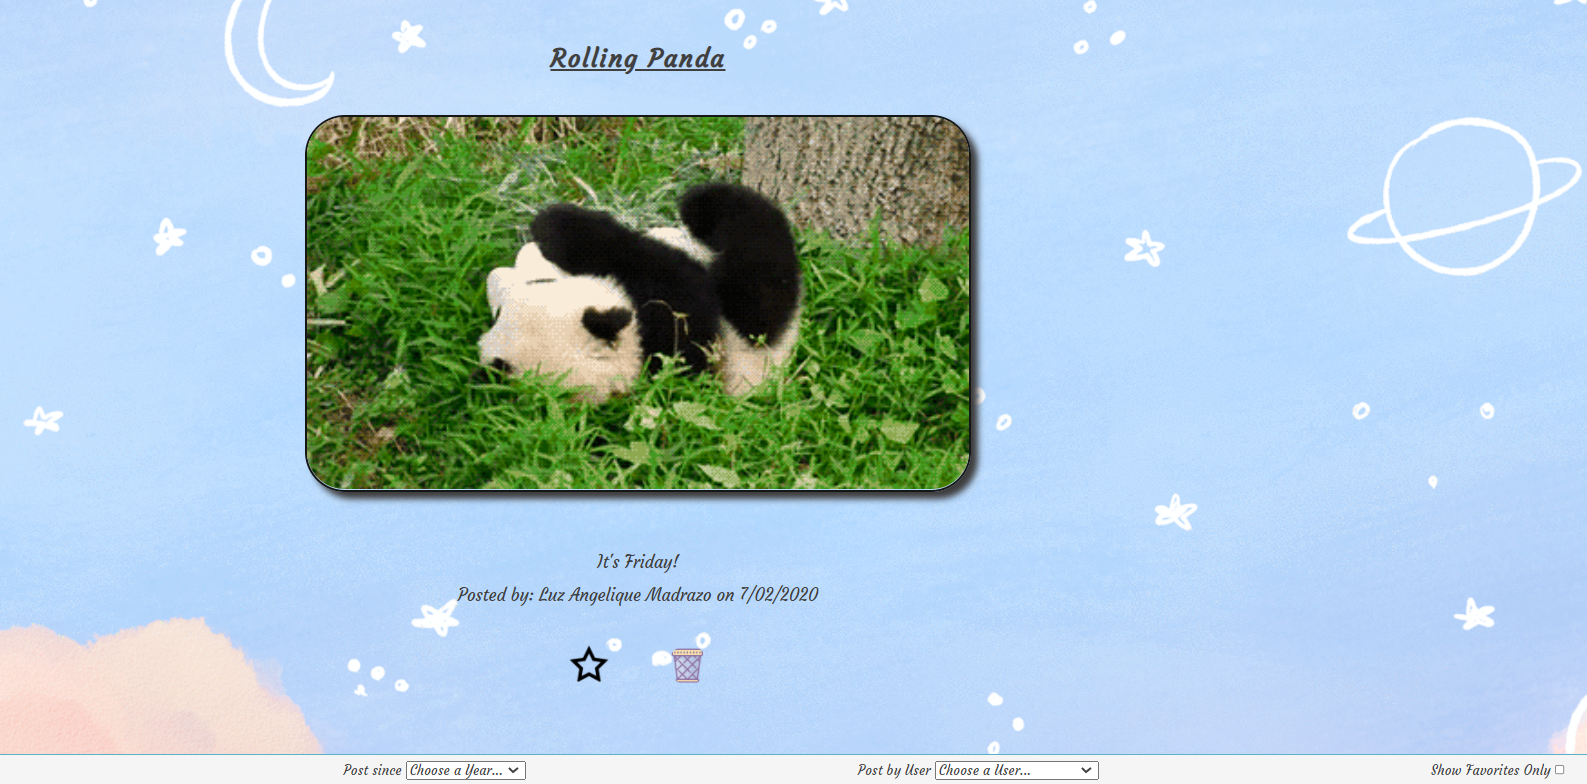 Rolling Panda
It's Friday!
Posted by: Luz Angelique Madrazo on 7/02/2020
Post since Choose a Year... Post by User Choose a User... Show Favorites Only